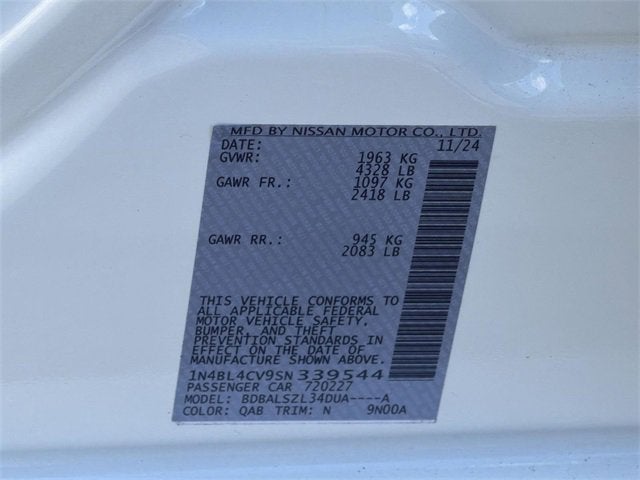 MFD BY NISSAN MOTOR CO., LTD.
DATE: 11/24
GVWR: 1963 KG
4328 LB
GAWR FR.: 1097 KG
2418 LB
GAWR RR.: 945 KG
2083 LB
THIS VEHICLE CONFORMS TO
ALL APPLICABLE FEDERAL
MOTOR VEHICLE SAFETY,
BUMPER, AND THEFT
PREVENTION STANDARDS IN
EFFECT ON THE DATE OF
MANUFACTURE SHOWN ABOVE.
1N4BL4CV9SN 339544
PASSENGER CAR 720227
MODEL: BDBALSZL34DUA----A
COLOR: QAB TRIM: N 9N00A